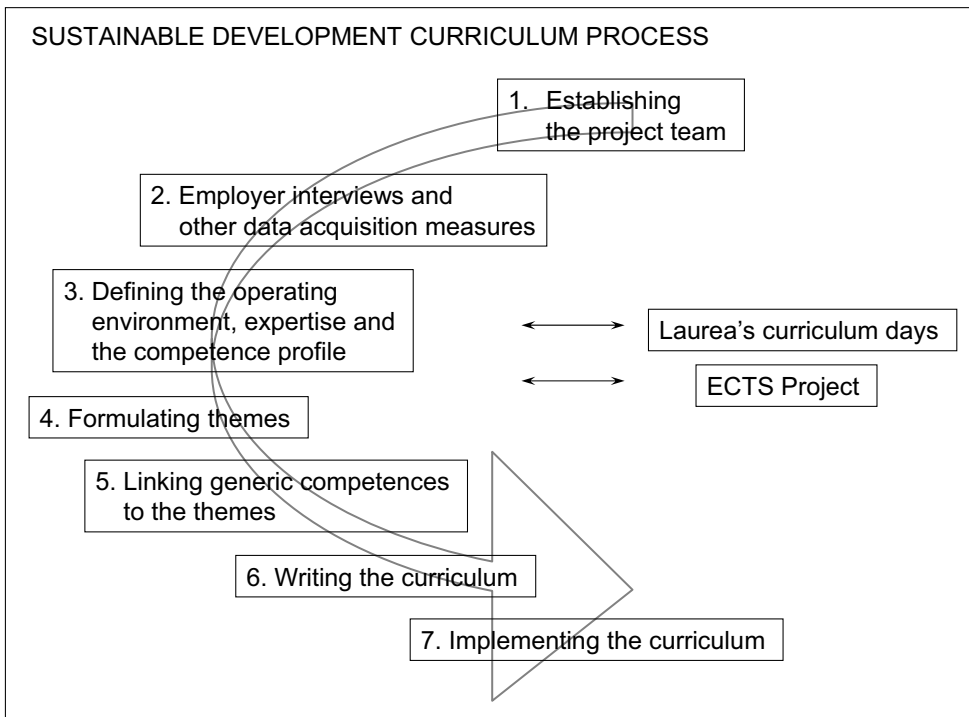 SUSTAINABLE DEVELOPMENT CURRICULUM PROCESS
1. Establishing
the project team
2. Employer interviews and
other data acquisition measures
3. Defining the operating
environment, expertise and
the competence profile
Laurea’s curriculum days
ECTS Project
4. Formulating themes
5. Linking generic competences
to the themes
6. Writing the curriculum
7. Implementing the curriculum